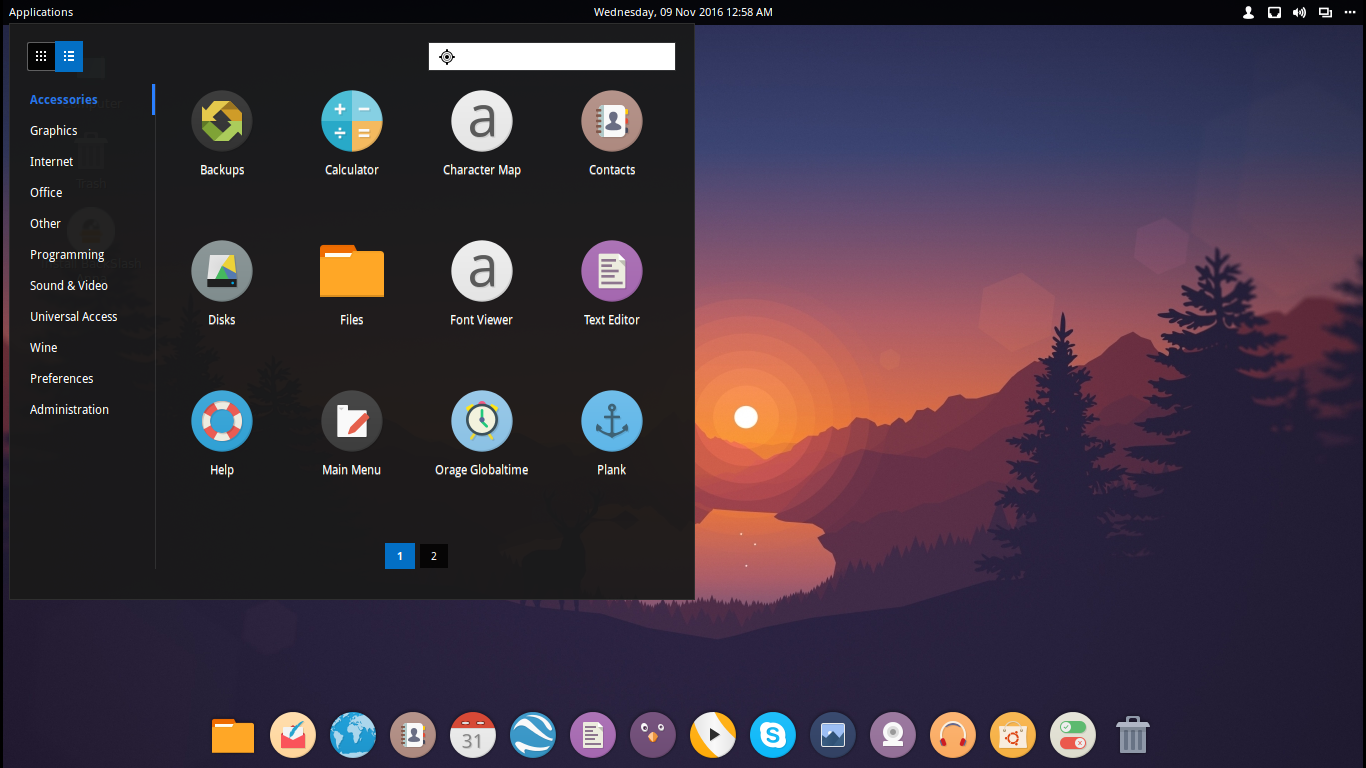 Applications
Wednesday, 09 Nov 2016 12:58 AM
Accessories
Graphics
Internet
Office
Other
Programming
Sound & Video
Universal Access
Wine
Preferences
Administration
Backups
Calculator
Character Map
Contacts
Disks
Files
Font Viewer
Text Editor
Help
Main Menu
Orage Globaltime
Plank
a
a
1
2
Trash
31
S